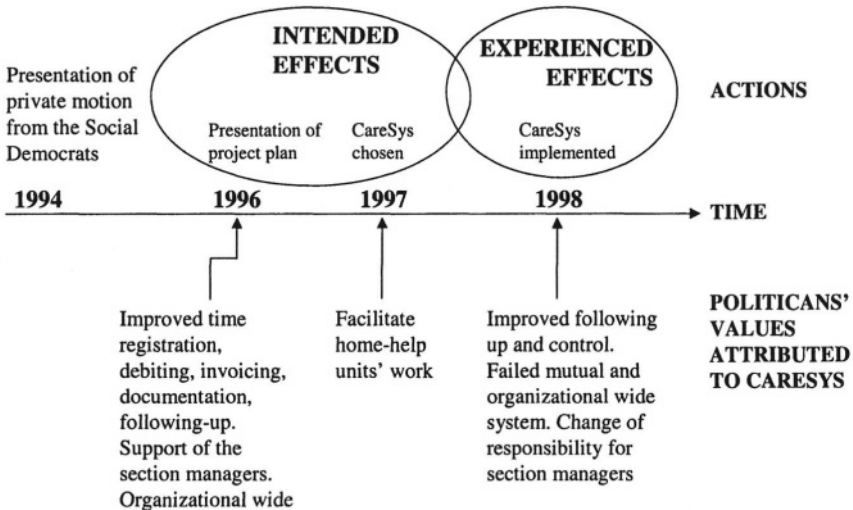 INTENDED
EFFECTS
EXPERIENCED
EFFECTS
Presentation of
private motion
from the Social
Democrats
Presentation of
project plan
CareSys
chosen
CareSys
implemented
ACTIONS
1994
1996
1997
1998
TIME
Improved time
registration,
debiting, invoicing,
documentation,
following-up.
Support of the
section managers.
Organizational wide
Facilitate
home-help
units' work
Improved following
up and control.
Failed mutual and
organizational wide
system. Change of
responsibility for
section managers
POLITICANS'
VALUES
ATTRIBUTED
TO CARESYS